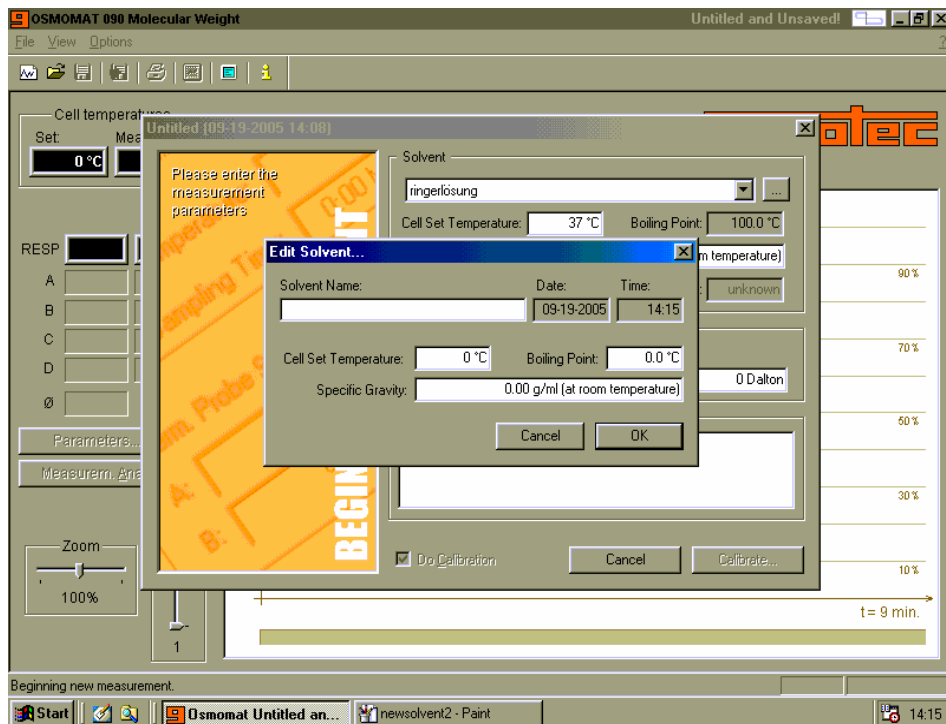 OSMOMAT 090 Molecular Weight
Untitled and Unsaved!
File View Options ?
Cell temperatures
Set:
0 °C
RESP
A
B
C
D
Ø
Parameters...
Zoom
100%
1
Untitled [09-19-2005 14:08]
Please enter the
measurement
parameters
Sampling
0:00
A:
B:
Solvent
ringerlösung
...
Cell Set Temperature: 37 °C Boiling Point: 100.0 °C
m temperature)
unknown
0 Dalton
Do Calibration
Cancel
Calibrate...
Edit Solvent...
Solvent Name: Date: Time:
09-19-2005 14:15
Cell Set Temperature: 0 °C Boiling Point: 0.0 °C
Specific Gravity: 0.00 g/ml (at room temperature)
Cancel OK
90 %
70 %
50 %
30 %
10 %
t = 9 min.
Beginning new measurement.
Start
Osmomat Untitled an...
newsolvent2 - Paint
14:15